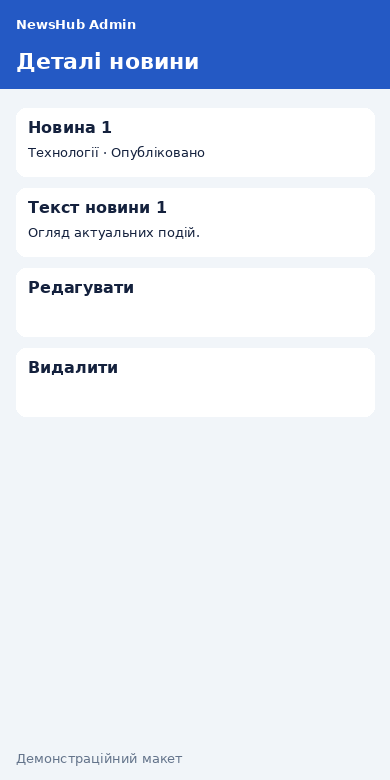 NewsHub Admin
Деталі новини
Новина 1
Технології · Опубліковано
Текст новини 1
Огляд актуальних подій.
Редагувати
Видалити
Демонстраційний макет